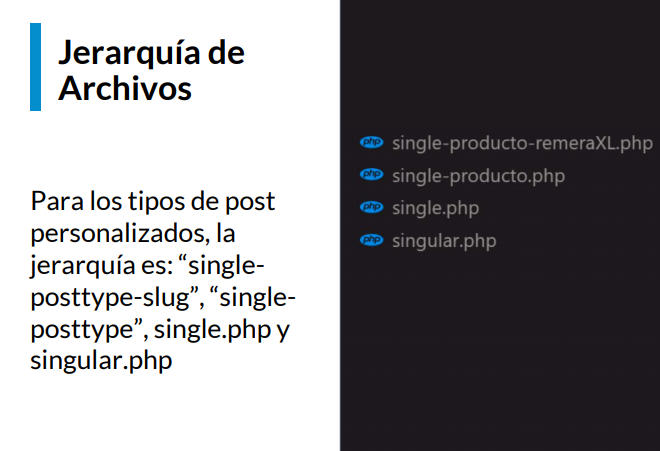 Jerarquía de
Archivos
Para los tipos de post
personalizados, la
jerarquía es: “single-
posttype-slug”, “single-
posttype”, single.php y
singular.php
php single-producto-remeraXL.php
php single-producto.php
php single.php
php singular.php